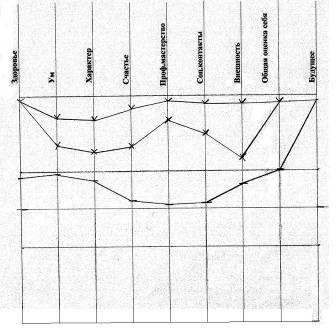 Здоровье
Ум
Характер
Счастье
Проф.мастерство
Соц.контакты
Внешность
Общая оценка себя
Будущее